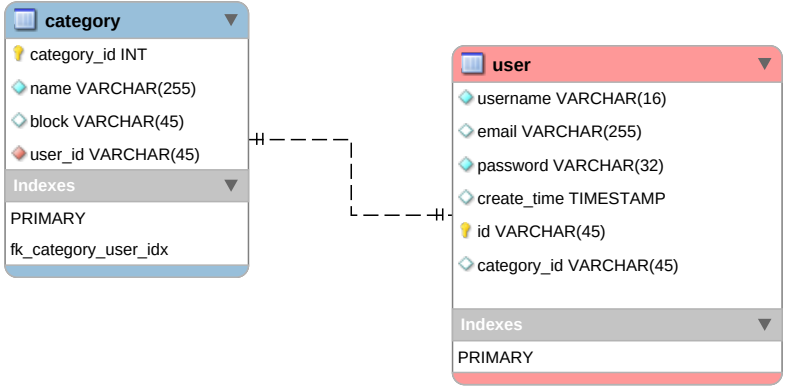 category
category_id INT
name VARCHAR(255)
block VARCHAR(45)
user_id VARCHAR(45)
Indexes
PRIMARY
fk_category_user_idx
user
username VARCHAR(16)
email VARCHAR(255)
password VARCHAR(32)
create_time TIMESTAMP
id VARCHAR(45)
category_id VARCHAR(45)
Indexes
PRIMARY